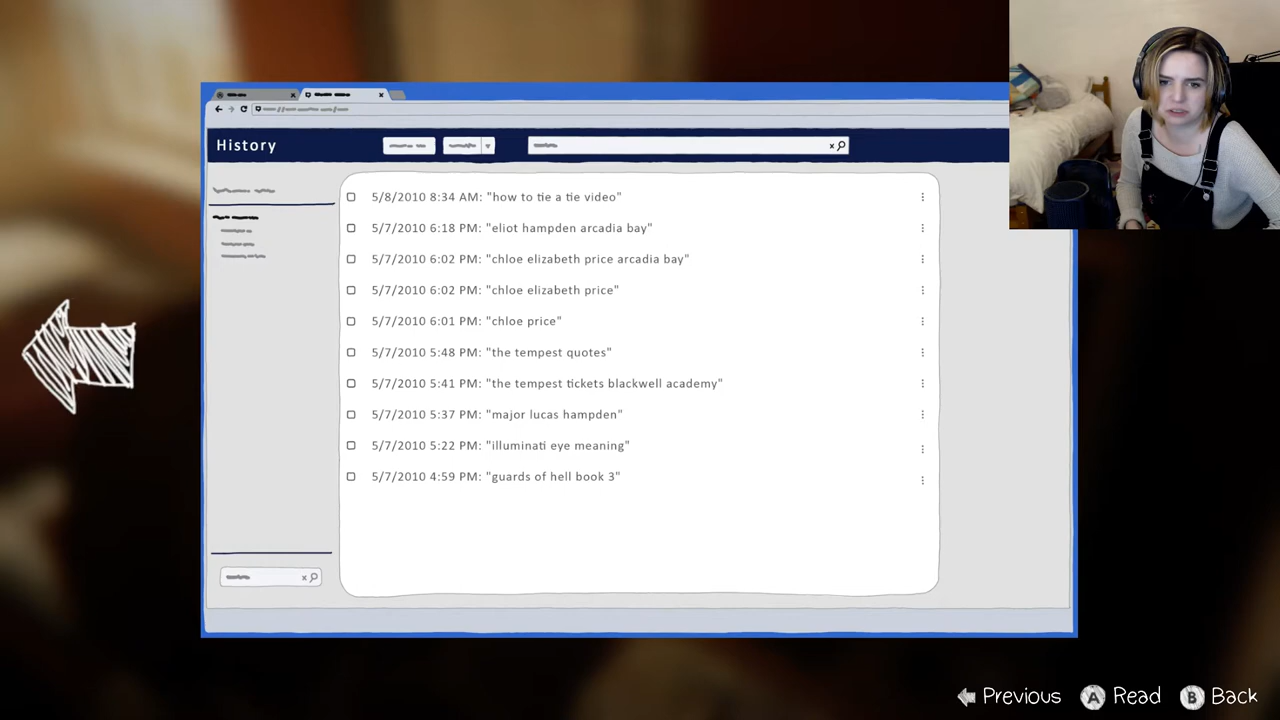 History
5/8/2010 8:34 AM: "how to tie a tie video"
5/7/2010 6:18 PM: "eliot hampden arcadia bay"
5/7/2010 6:02 PM: "chloe elizabeth price arcadia bay"
5/7/2010 6:02 PM: "chloe elizabeth price"
5/7/2010 6:01 PM: "chloe price"
5/7/2010 5:48 PM: "the tempest quotes"
5/7/2010 5:41 PM: "the tempest tickets blackwell academy"
5/7/2010 5:37 PM: "major lucas hampden"
5/7/2010 5:22 PM: "illuminati eye meaning"
5/7/2010 4:59 PM: "guards of hell book 3"
Previous A Read B Back